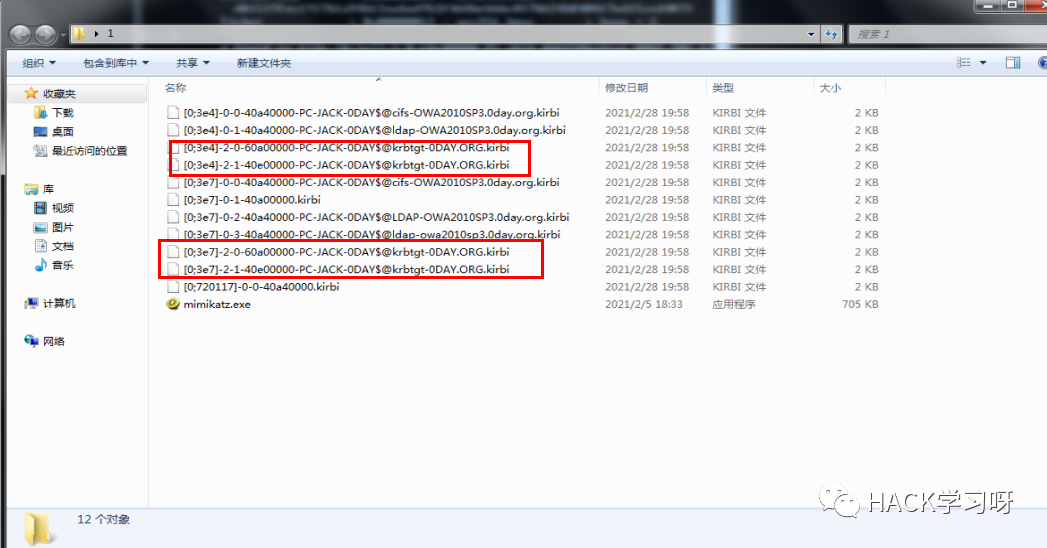 1
搜索 1
组织 包含到库中 共享 新建文件夹
收藏夹
下载
桌面
最近访问的位置
库
视频
图片
文档
音乐
计算机
网络
名称 修改日期 类型 大小
[0;3e4]-0-0-40a40000-PC-JACK-0DAY$@cifs-OWA2010SP3.0day.org.kirbi 2021/2/28 19:58 KIRBI 文件 2 KB
[0;3e4]-0-1-40a40000-PC-JACK-0DAY$@ldap-OWA2010SP3.0day.org.kirbi 2021/2/28 19:58 KIRBI 文件 2 KB
[0;3e4]-2-0-60a00000-PC-JACK-0DAY$@krbtgt-0DAY.ORG.kirbi 2021/2/28 19:58 KIRBI 文件 2 KB
[0;3e4]-2-1-40e00000-PC-JACK-0DAY$@krbtgt-0DAY.ORG.kirbi 2021/2/28 19:58 KIRBI 文件 2 KB
[0;3e7]-0-0-40a40000-PC-JACK-0DAY$@cifs-OWA2010SP3.0day.org.kirbi 2021/2/28 19:58 KIRBI 文件 2 KB
[0;3e7]-0-1-40a00000.kirbi 2021/2/28 19:58 KIRBI 文件 2 KB
[0;3e7]-0-2-40a40000-PC-JACK-0DAY$@LDAP-OWA2010SP3.0day.org.kirbi 2021/2/28 19:58 KIRBI 文件 2 KB
[0;3e7]-0-3-40a40000-PC-JACK-0DAY$@ldap-owa2010sp3.0day.org.kirbi 2021/2/28 19:58 KIRBI 文件 2 KB
[0;3e7]-2-0-60a00000-PC-JACK-0DAY$@krbtgt-0DAY.ORG.kirbi 2021/2/28 19:58 KIRBI 文件 2 KB
[0;3e7]-2-1-40e00000-PC-JACK-0DAY$@krbtgt-0DAY.ORG.kirbi 2021/2/28 19:58 KIRBI 文件 2 KB
[0;720117]-0-0-40a40000.kirbi 2021/2/28 19:58 KIRBI 文件 2 KB
mimikatz.exe 2021/2/5 18:33 应用程序 705 KB
HACK学习呀
12 个对象